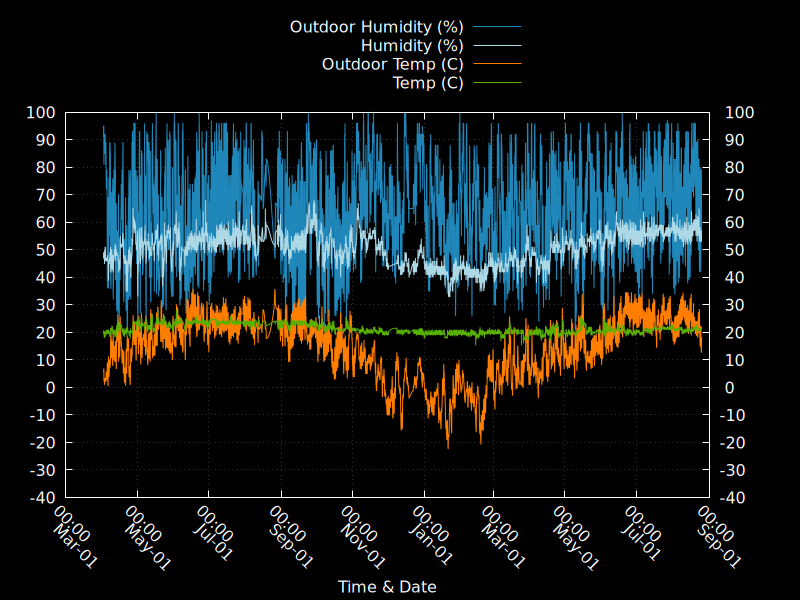 Outdoor Humidity (%)
Humidity (%)
Outdoor Temp (C)
Temp (C)
100 100
90 90
80 80
70 70
60 60
50 50
40 40
30 30
20 20
10 10
0 0
-10 -10
-20 -20
-30 -30
-40 -40
00:00 00:00 00:00 00:00 00:00 00:00 00:00 00:00 00:00 00:00
Mar-01 May-01 Jul-01 Sep-01 Nov-01 Jan-01 Mar-01 May-01 Jul-01 Sep-01
Time & Date